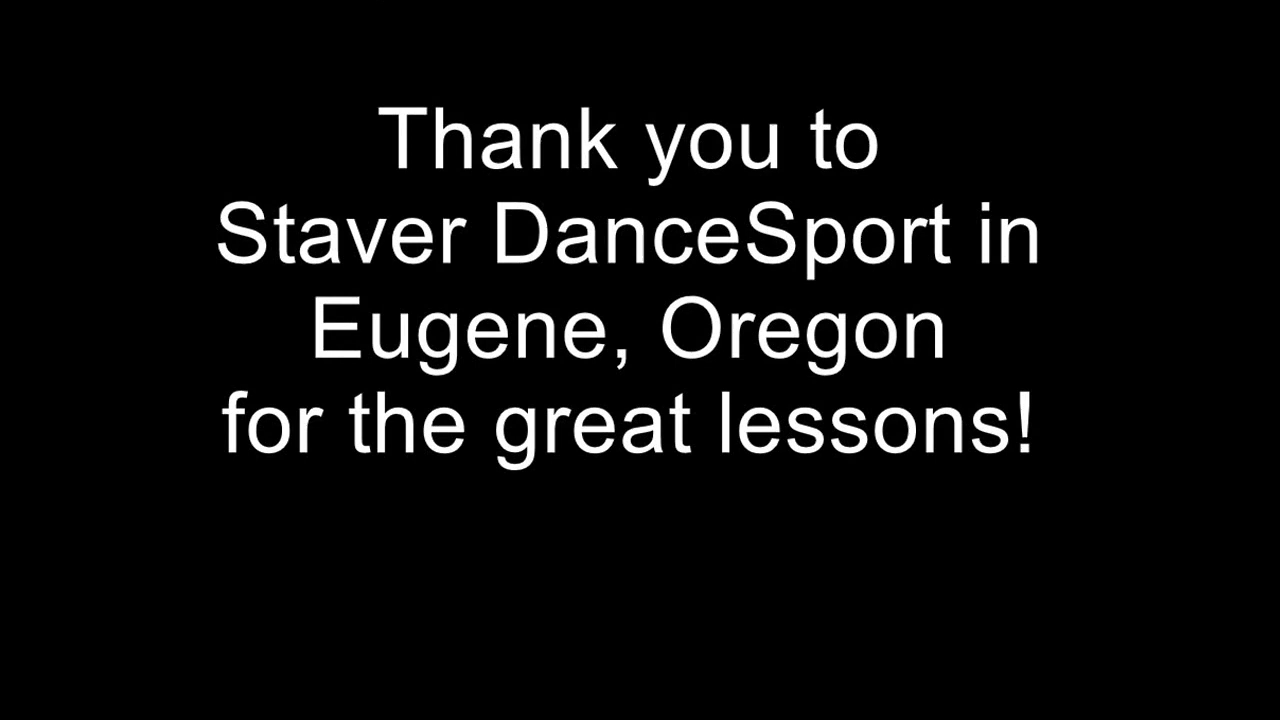 Thank you to
Staver DanceSport in
Eugene, Oregon
for the great lessons!